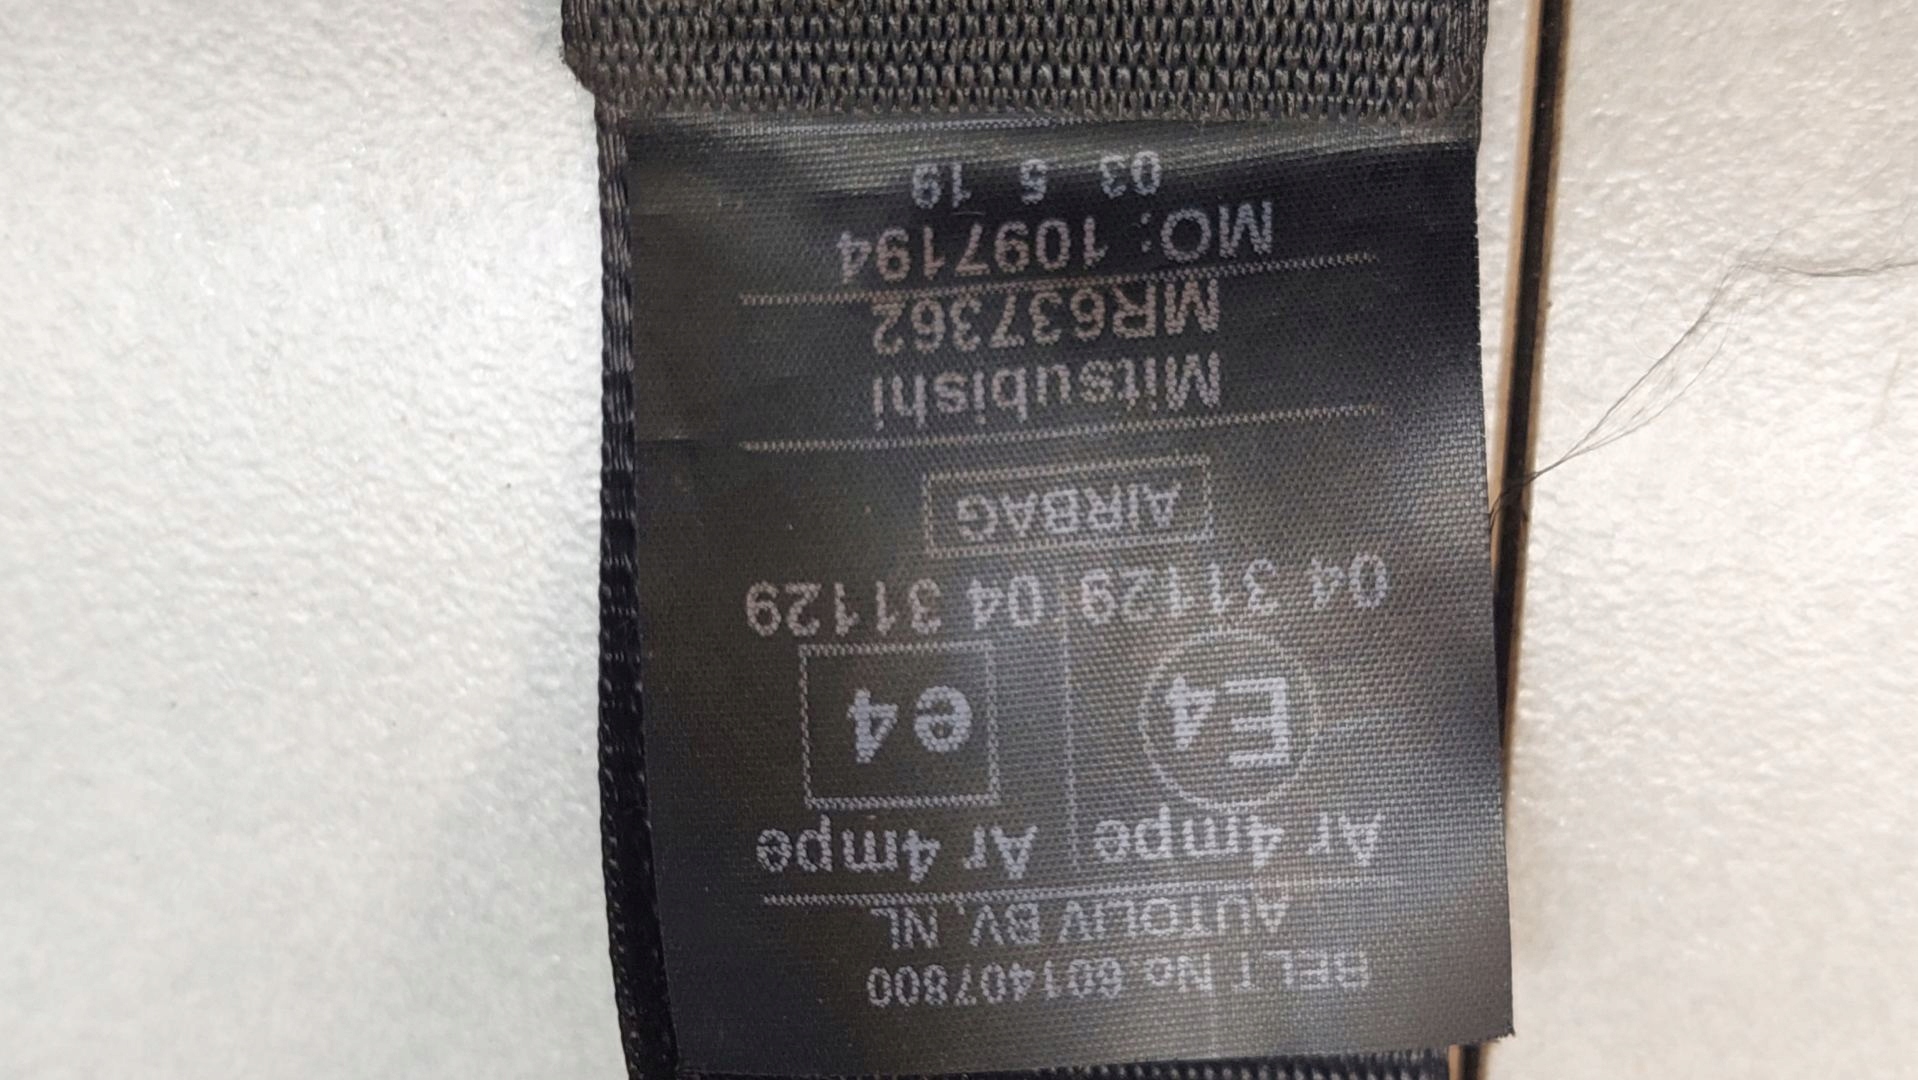 BELT No 601407800
AUTOLIV BV, NL
Ar 4mpe Ar 4mpe
E4 e4
04 31129 04 31129
AIRBAG
Mitsubishi
MR637362
MO: 1097194
03 5 19